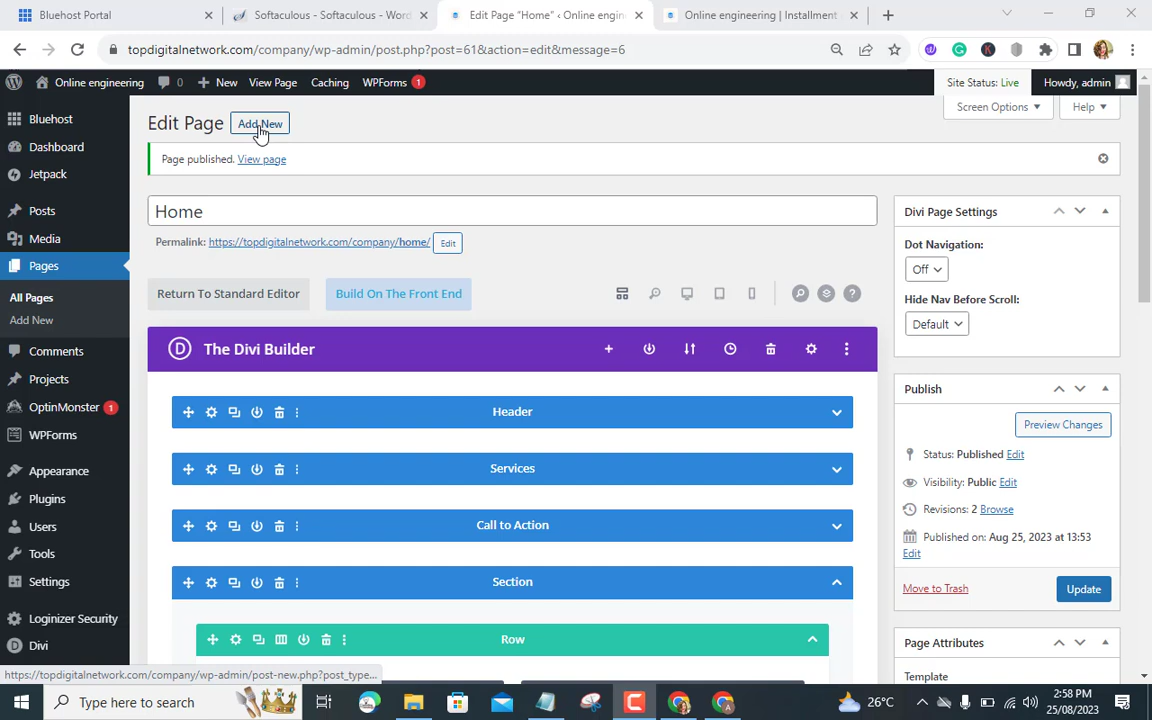 Bluehost Portal
Softaculous - Softaculous - Word
Edit Page "Home" ‹ Online engin
Online engineering | Installment
topdigitalnetwork.com/company/wp-admin/post.php?post=61&action=edit&message=6
Online engineering
0
New
View Page
Caching
WPForms 1
Site Status: Live
Howdy, admin
Bluehost
Dashboard
Jetpack
Posts
Media
Pages
All Pages
Add New
Comments
Projects
OptinMonster 1
WPForms
Appearance
Plugins
Users
Tools
Settings
Loginizer Security
Divi
Edit Page
Add New
Screen Options
Help
Page published. View page
Home
Permalink: https://topdigitalnetwork.com/company/home/ Edit
Return To Standard Editor
Build On The Front End
The Divi Builder
Header
Services
Call to Action
Section
Row
Divi Page Settings
Dot Navigation:
Off
Hide Nav Before Scroll:
Default
Publish
Preview Changes
Status: Published Edit
Visibility: Public Edit
Revisions: 2 Browse
Published on: Aug 25, 2023 at 13:53
Edit
Move to Trash
Update
Page Attributes
Template
https://topdigitalnetwork.com/company/wp-admin/post-new.php?post_type...
Type here to search
26°C
2:58 PM
25/08/2023